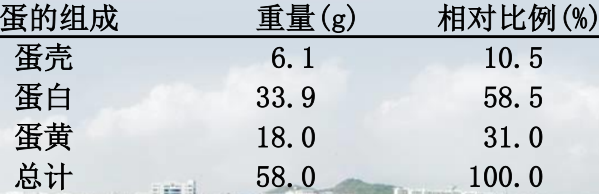 蛋的组成 重量(g) 相对比例(%)
蛋壳 6.1 10.5
蛋白 33.9 58.5
蛋黄 18.0 31.0
总计 58.0 100.0